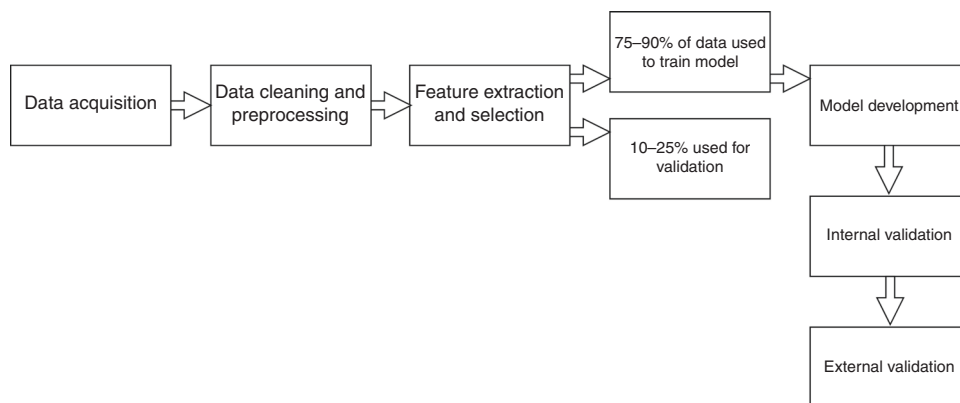 Data acquisition
Data cleaning and
preprocessing
Feature extraction
and selection
75–90% of data used
to train model
10–25% used for
validation
Model development
Internal validation
External validation